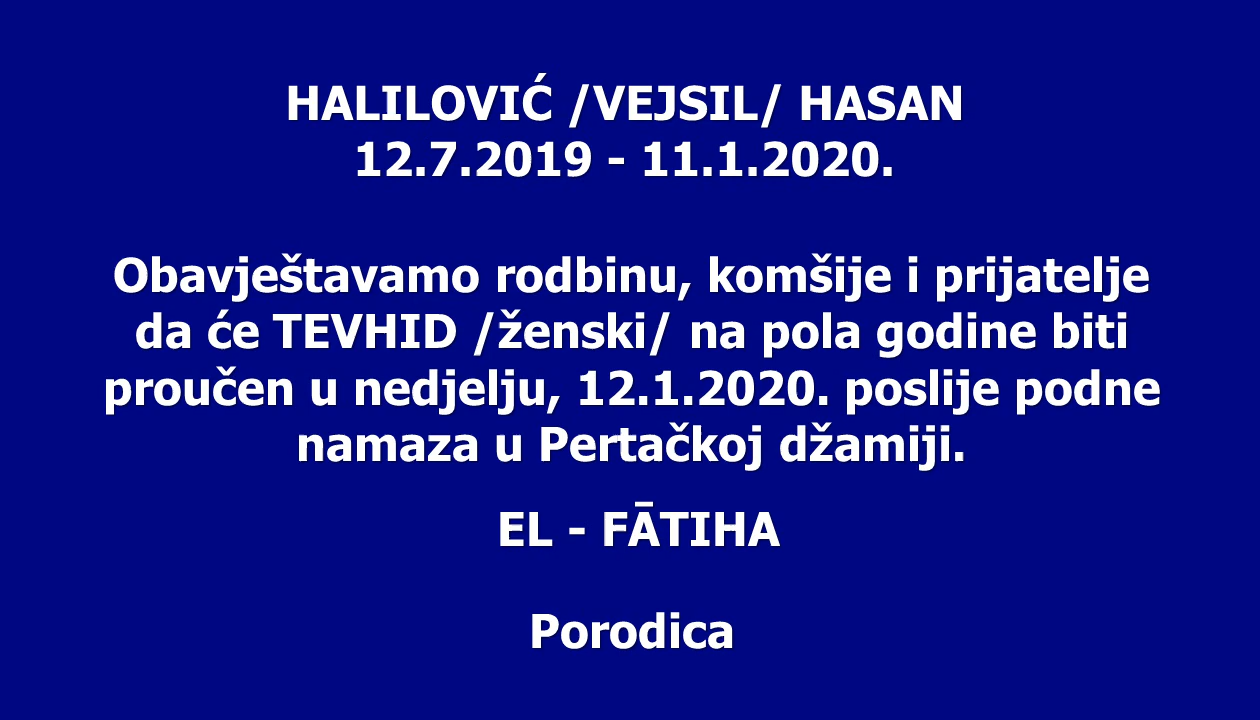 HALILOVIĆ /VEJSIL/ HASAN
12.7.2019 - 11.1.2020.
Obavještavamo rodbinu, komšije i prijatelje
da će TEVHID /ženski/ na pola godine biti
proučen u nedjelju, 12.1.2020. poslije podne
namaza u Pertačkoj džamiji.
EL - FĀTIHA
Porodica